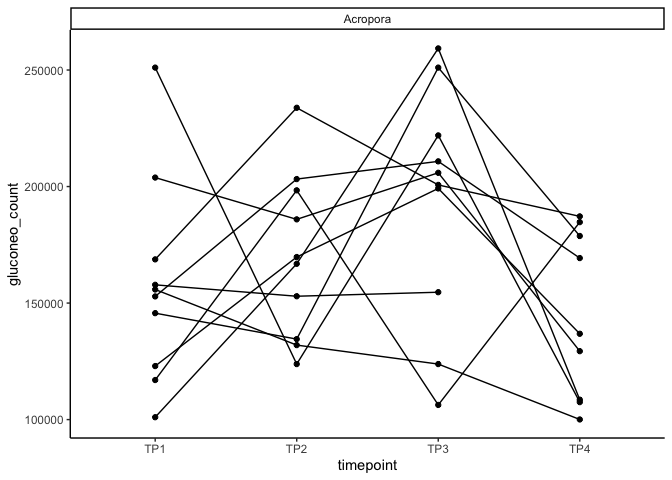 Acropora
250000
200000
150000
100000
gluconeo_count
TP1 TP2 TP3 TP4
timepoint